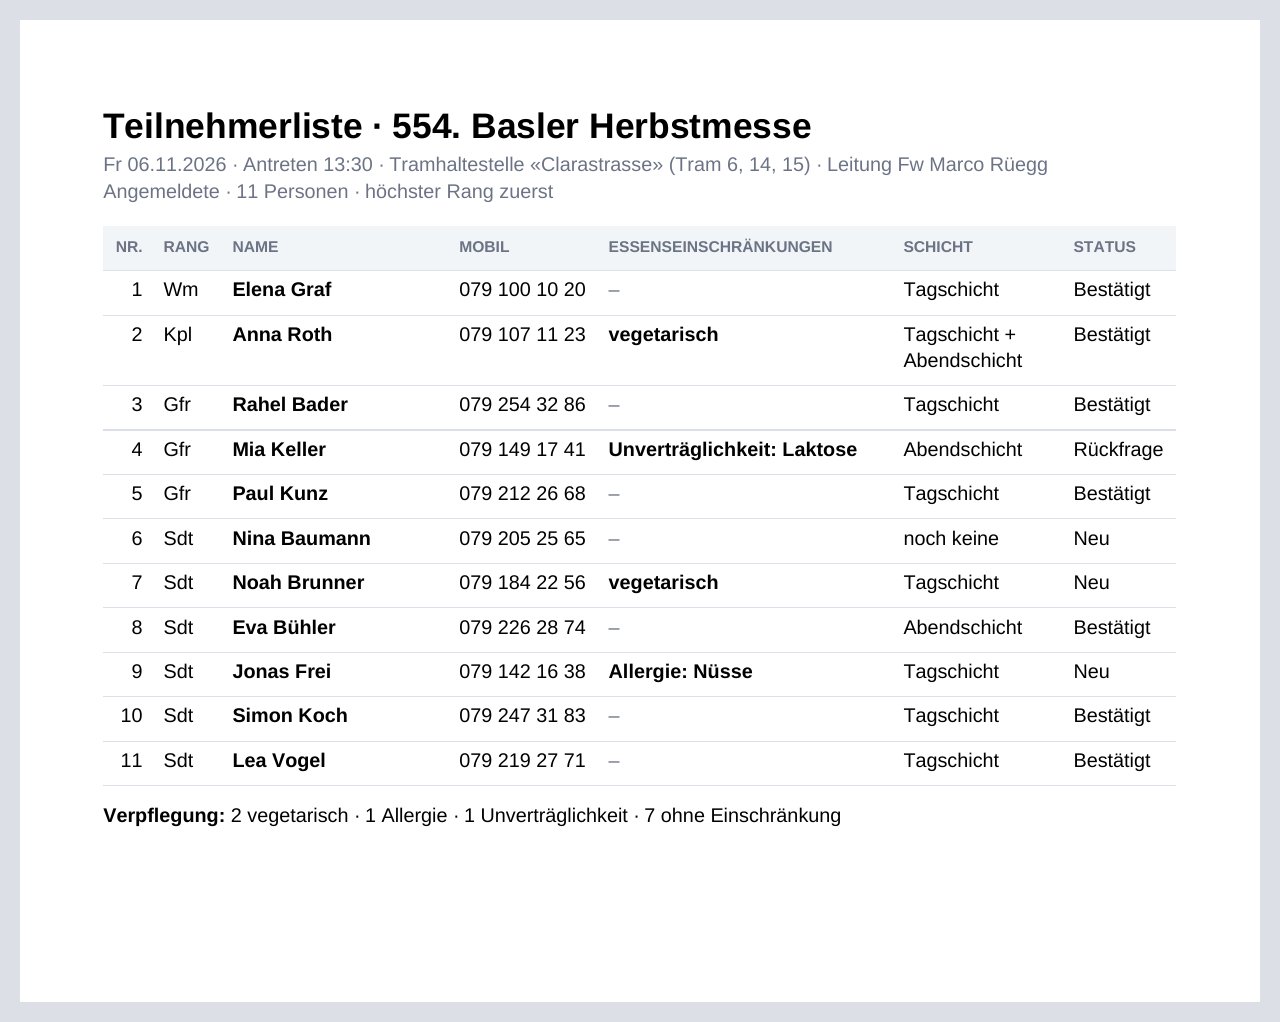 Teilnehmerliste · 554. Basler Herbstmesse
Fr 06.11.2026 · Antreten 13:30 · Tramhaltestelle «Clarastrasse» (Tram 6, 14, 15) · Leitung Fw Marco Rüegg
Angemeldete · 11 Personen · höchster Rang zuerst
NR. RANG NAME MOBIL ESSENSEINSCHRÄNKUNGEN SCHICHT STATUS
1 Wm Elena Graf 079 100 10 20 – Tagschicht Bestätigt
2 Kpl Anna Roth 079 107 11 23 vegetarisch Tagschicht + Bestätigt
Abendschicht
3 Gfr Rahel Bader 079 254 32 86 – Tagschicht Bestätigt
4 Gfr Mia Keller 079 149 17 41 Unverträglichkeit: Laktose Abendschicht Rückfrage
5 Gfr Paul Kunz 079 212 26 68 – Tagschicht Bestätigt
6 Sdt Nina Baumann 079 205 25 65 – noch keine Neu
7 Sdt Noah Brunner 079 184 22 56 vegetarisch Tagschicht Neu
8 Sdt Eva Bühler 079 226 28 74 – Abendschicht Bestätigt
9 Sdt Jonas Frei 079 142 16 38 Allergie: Nüsse Tagschicht Neu
10 Sdt Simon Koch 079 247 31 83 – Tagschicht Bestätigt
11 Sdt Lea Vogel 079 219 27 71 – Tagschicht Bestätigt
Verpflegung: 2 vegetarisch · 1 Allergie · 1 Unverträglichkeit · 7 ohne Einschränkung